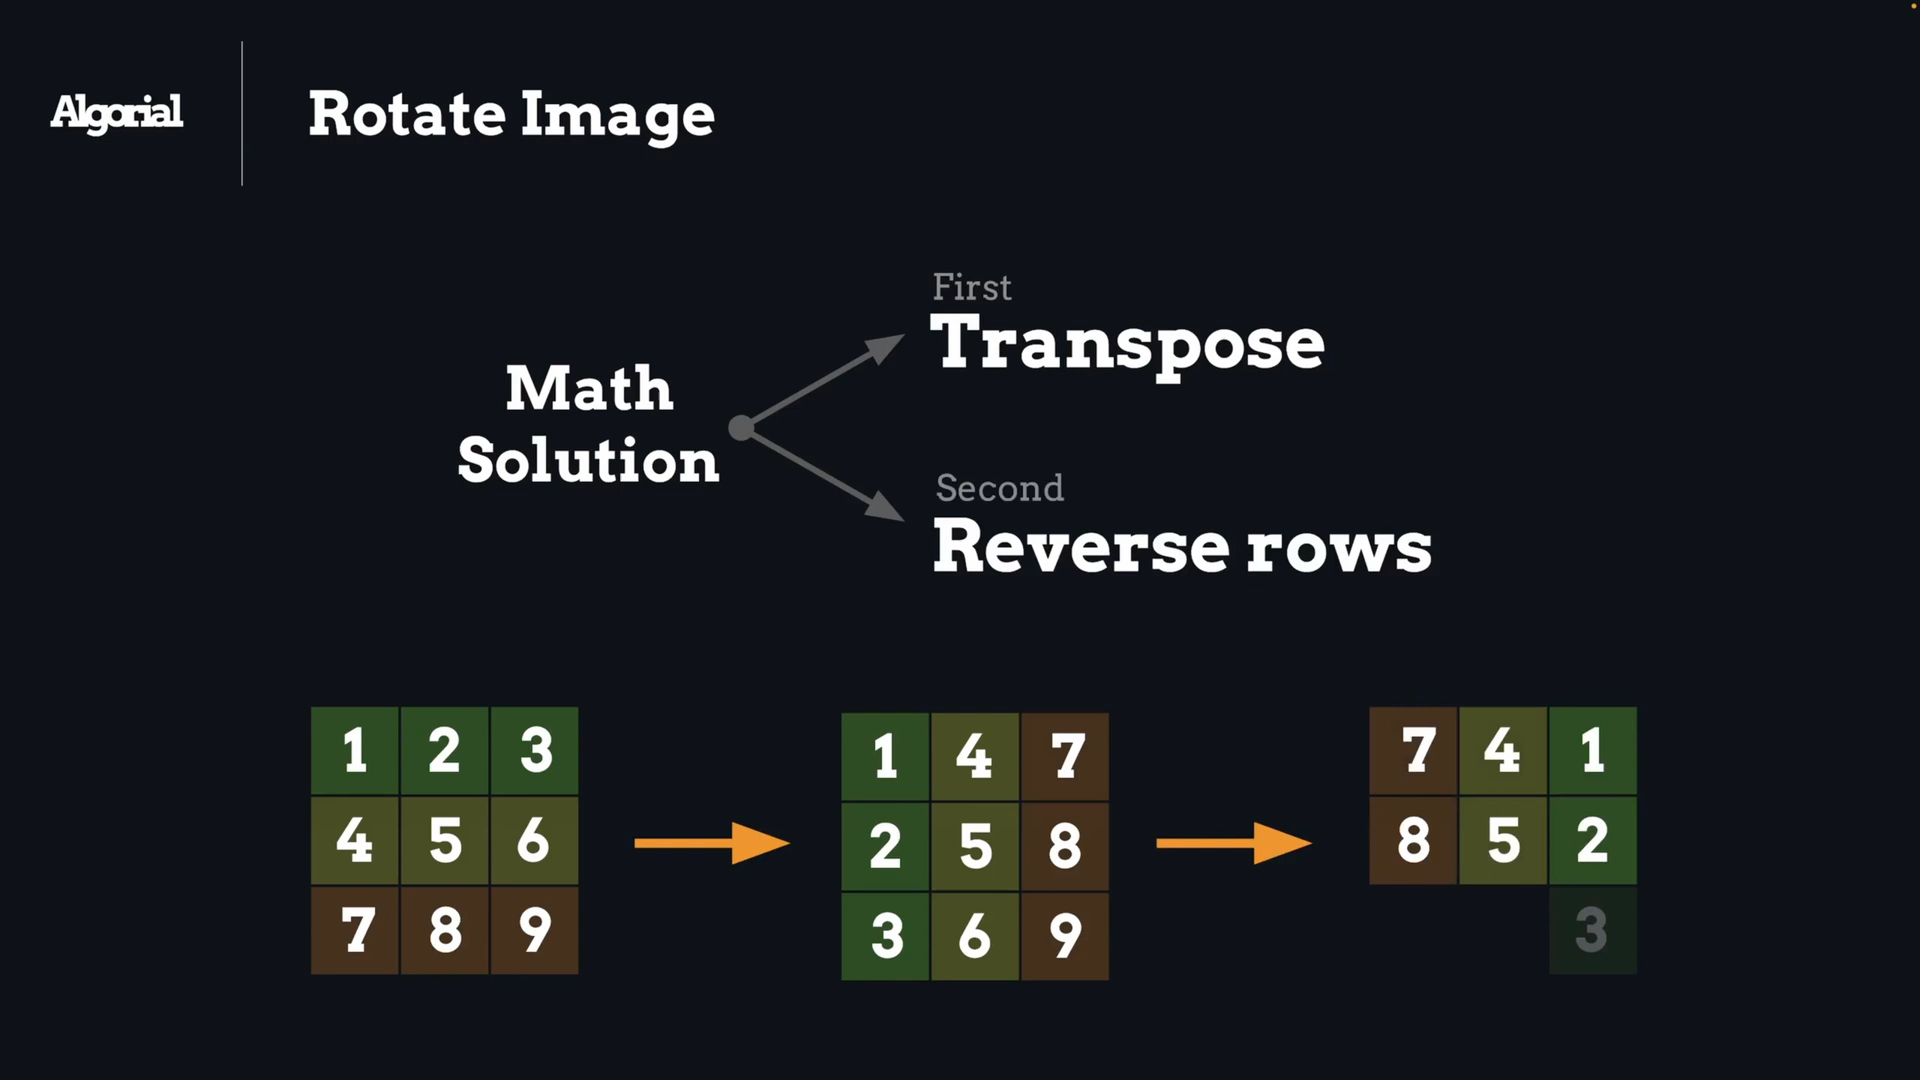 Algorial
Rotate Image
First
Transpose
Math
Solution
Second
Reverse rows
1 2 3
4 5 6
7 8 9
1 4 7
2 5 8
3 6 9
7 4 1
8 5 2
3